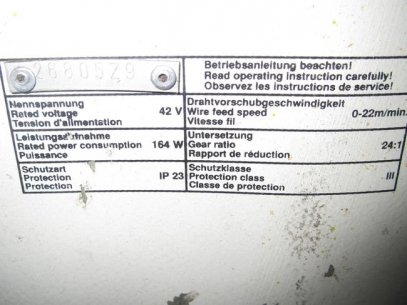 26805Z9
Betriebsanleitung beachten!
Read operating instruction carefully!
Observez les instructions de service!
Nennspannung
Rated voltage 42 V
Tension d'alimentation
Drahtvorschubgeschwindigkeit
Wire feed speed 0-22m/min.
Vitesse fil
Leistungsaufnahme
Rated power consumption 164 W
Puissance
Untersetzung
Gear ratio 24:1
Rapport de réduction
Schutzart
Protection IP 23
Protection
Schutzklasse
Protection class III
Classe de protection